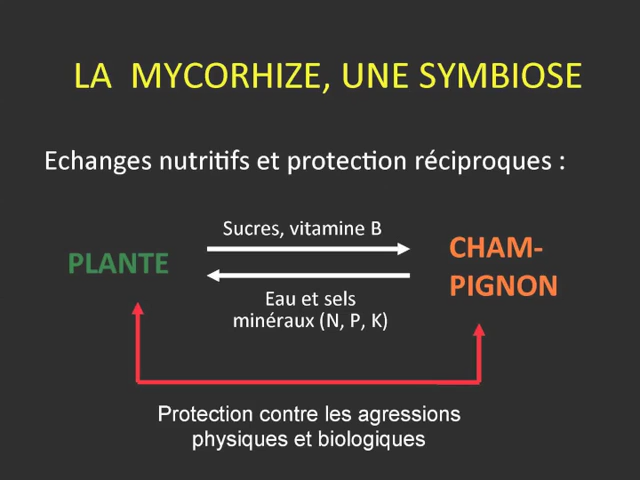 LA MYCORHIZE, UNE SYMBIOSE
Echanges nutritifs et protection réciproques :
Sucres, vitamine B
PLANTE
CHAM-
PIGNON
Eau et sels
minéraux (N, P, K)
Protection contre les agressions
physiques et biologiques